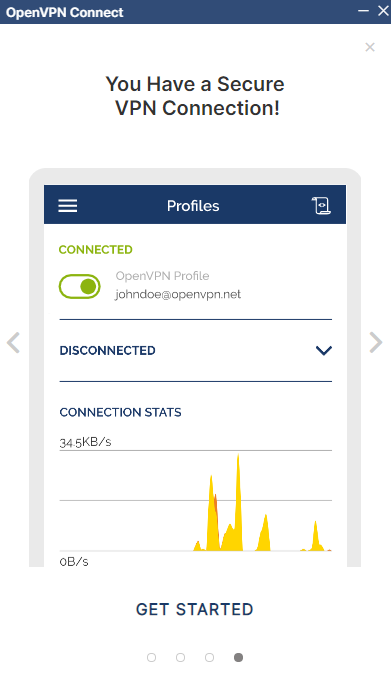 OpenVPN Connect
You Have a Secure
VPN Connection!
Profiles
CONNECTED
OpenVPN Profile
johndoe@openvpn.net
DISCONNECTED
CONNECTION STATS
34.5KB/s
0B/s
GET STARTED